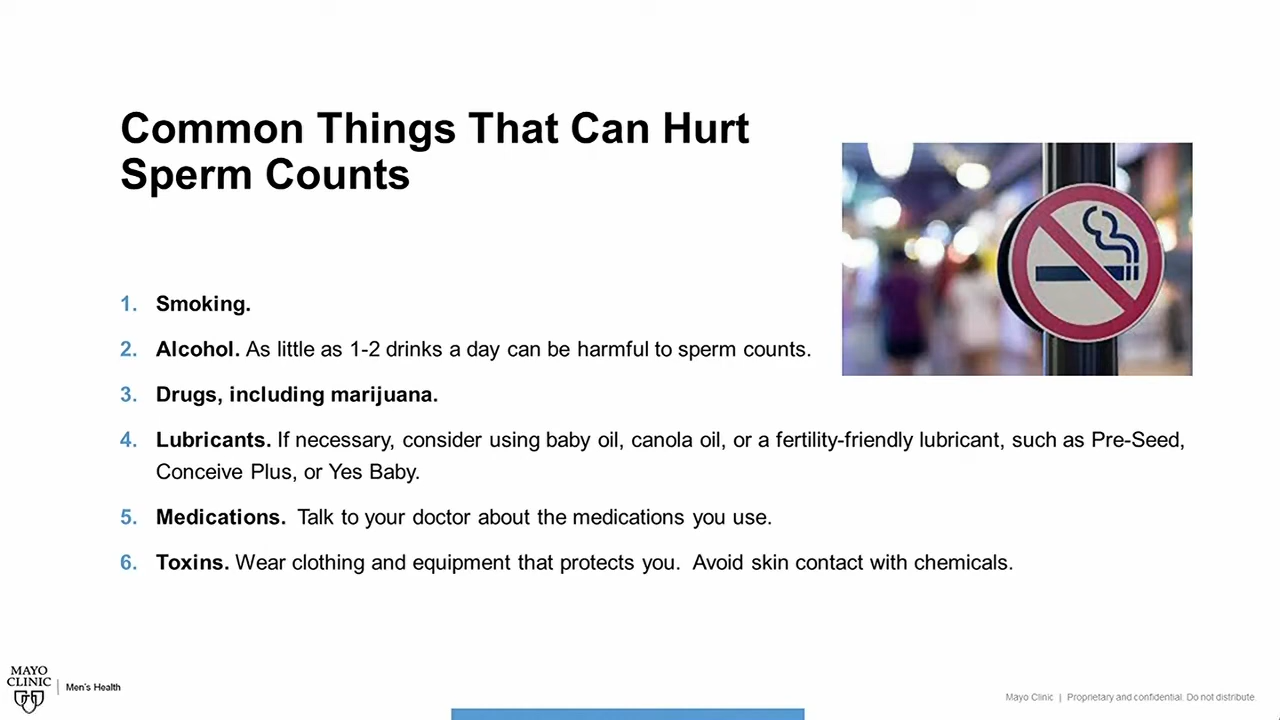 Common Things That Can Hurt
Sperm Counts
1. Smoking.
2. Alcohol. As little as 1-2 drinks a day can be harmful to sperm counts.
3. Drugs, including marijuana.
4. Lubricants. If necessary, consider using baby oil, canola oil, or a fertility-friendly lubricant, such as Pre-Seed,
Conceive Plus, or Yes Baby.
5. Medications. Talk to your doctor about the medications you use.
6. Toxins. Wear clothing and equipment that protects you. Avoid skin contact with chemicals.
MAYO
CLINIC
Men's Health
Mayo Clinic | Proprietary and confidential. Do not distribute.